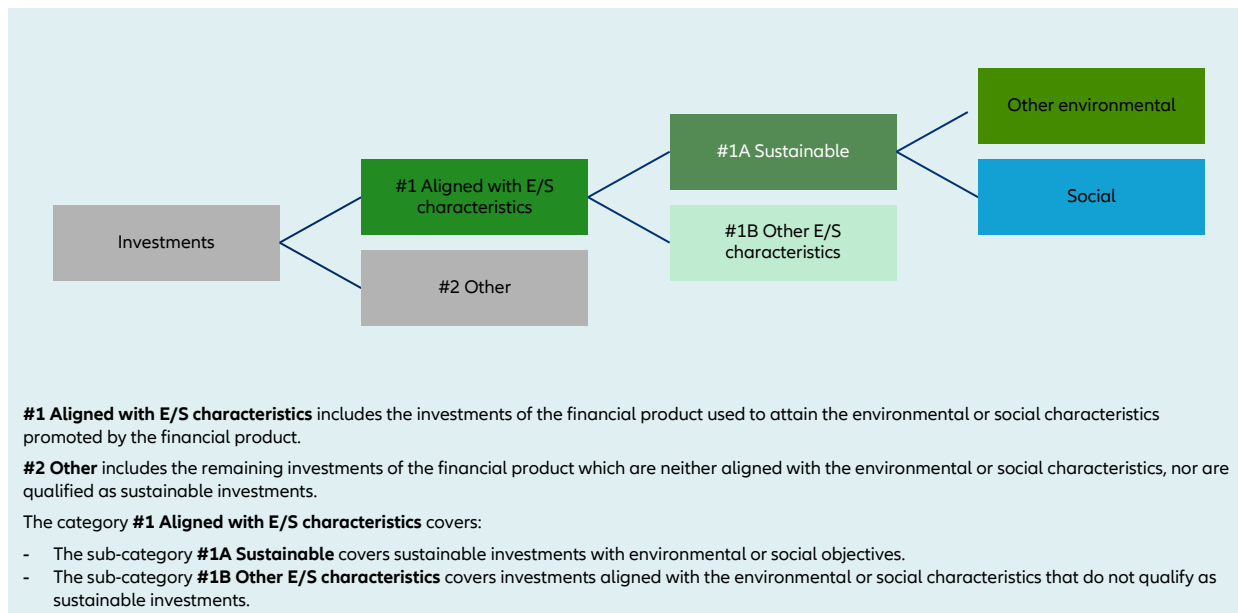 Other environmental
#1A Sustainable
#1 Aligned with E/S
characteristics
Social
Investments
#1B Other E/S
characteristics
#2 Other
#1 Aligned with E/S characteristics includes the investments of the financial product used to attain the environmental or social characteristics
promoted by the financial product.
#2 Other includes the remaining investments of the financial product which are neither aligned with the environmental or social characteristics, nor are
qualified as sustainable investments.
The category #1 Aligned with E/S characteristics covers:
- The sub-category #1A Sustainable covers sustainable investments with environmental or social objectives.
- The sub-category #1B Other E/S characteristics covers investments aligned with the environmental or social characteristics that do not qualify as
sustainable investments.